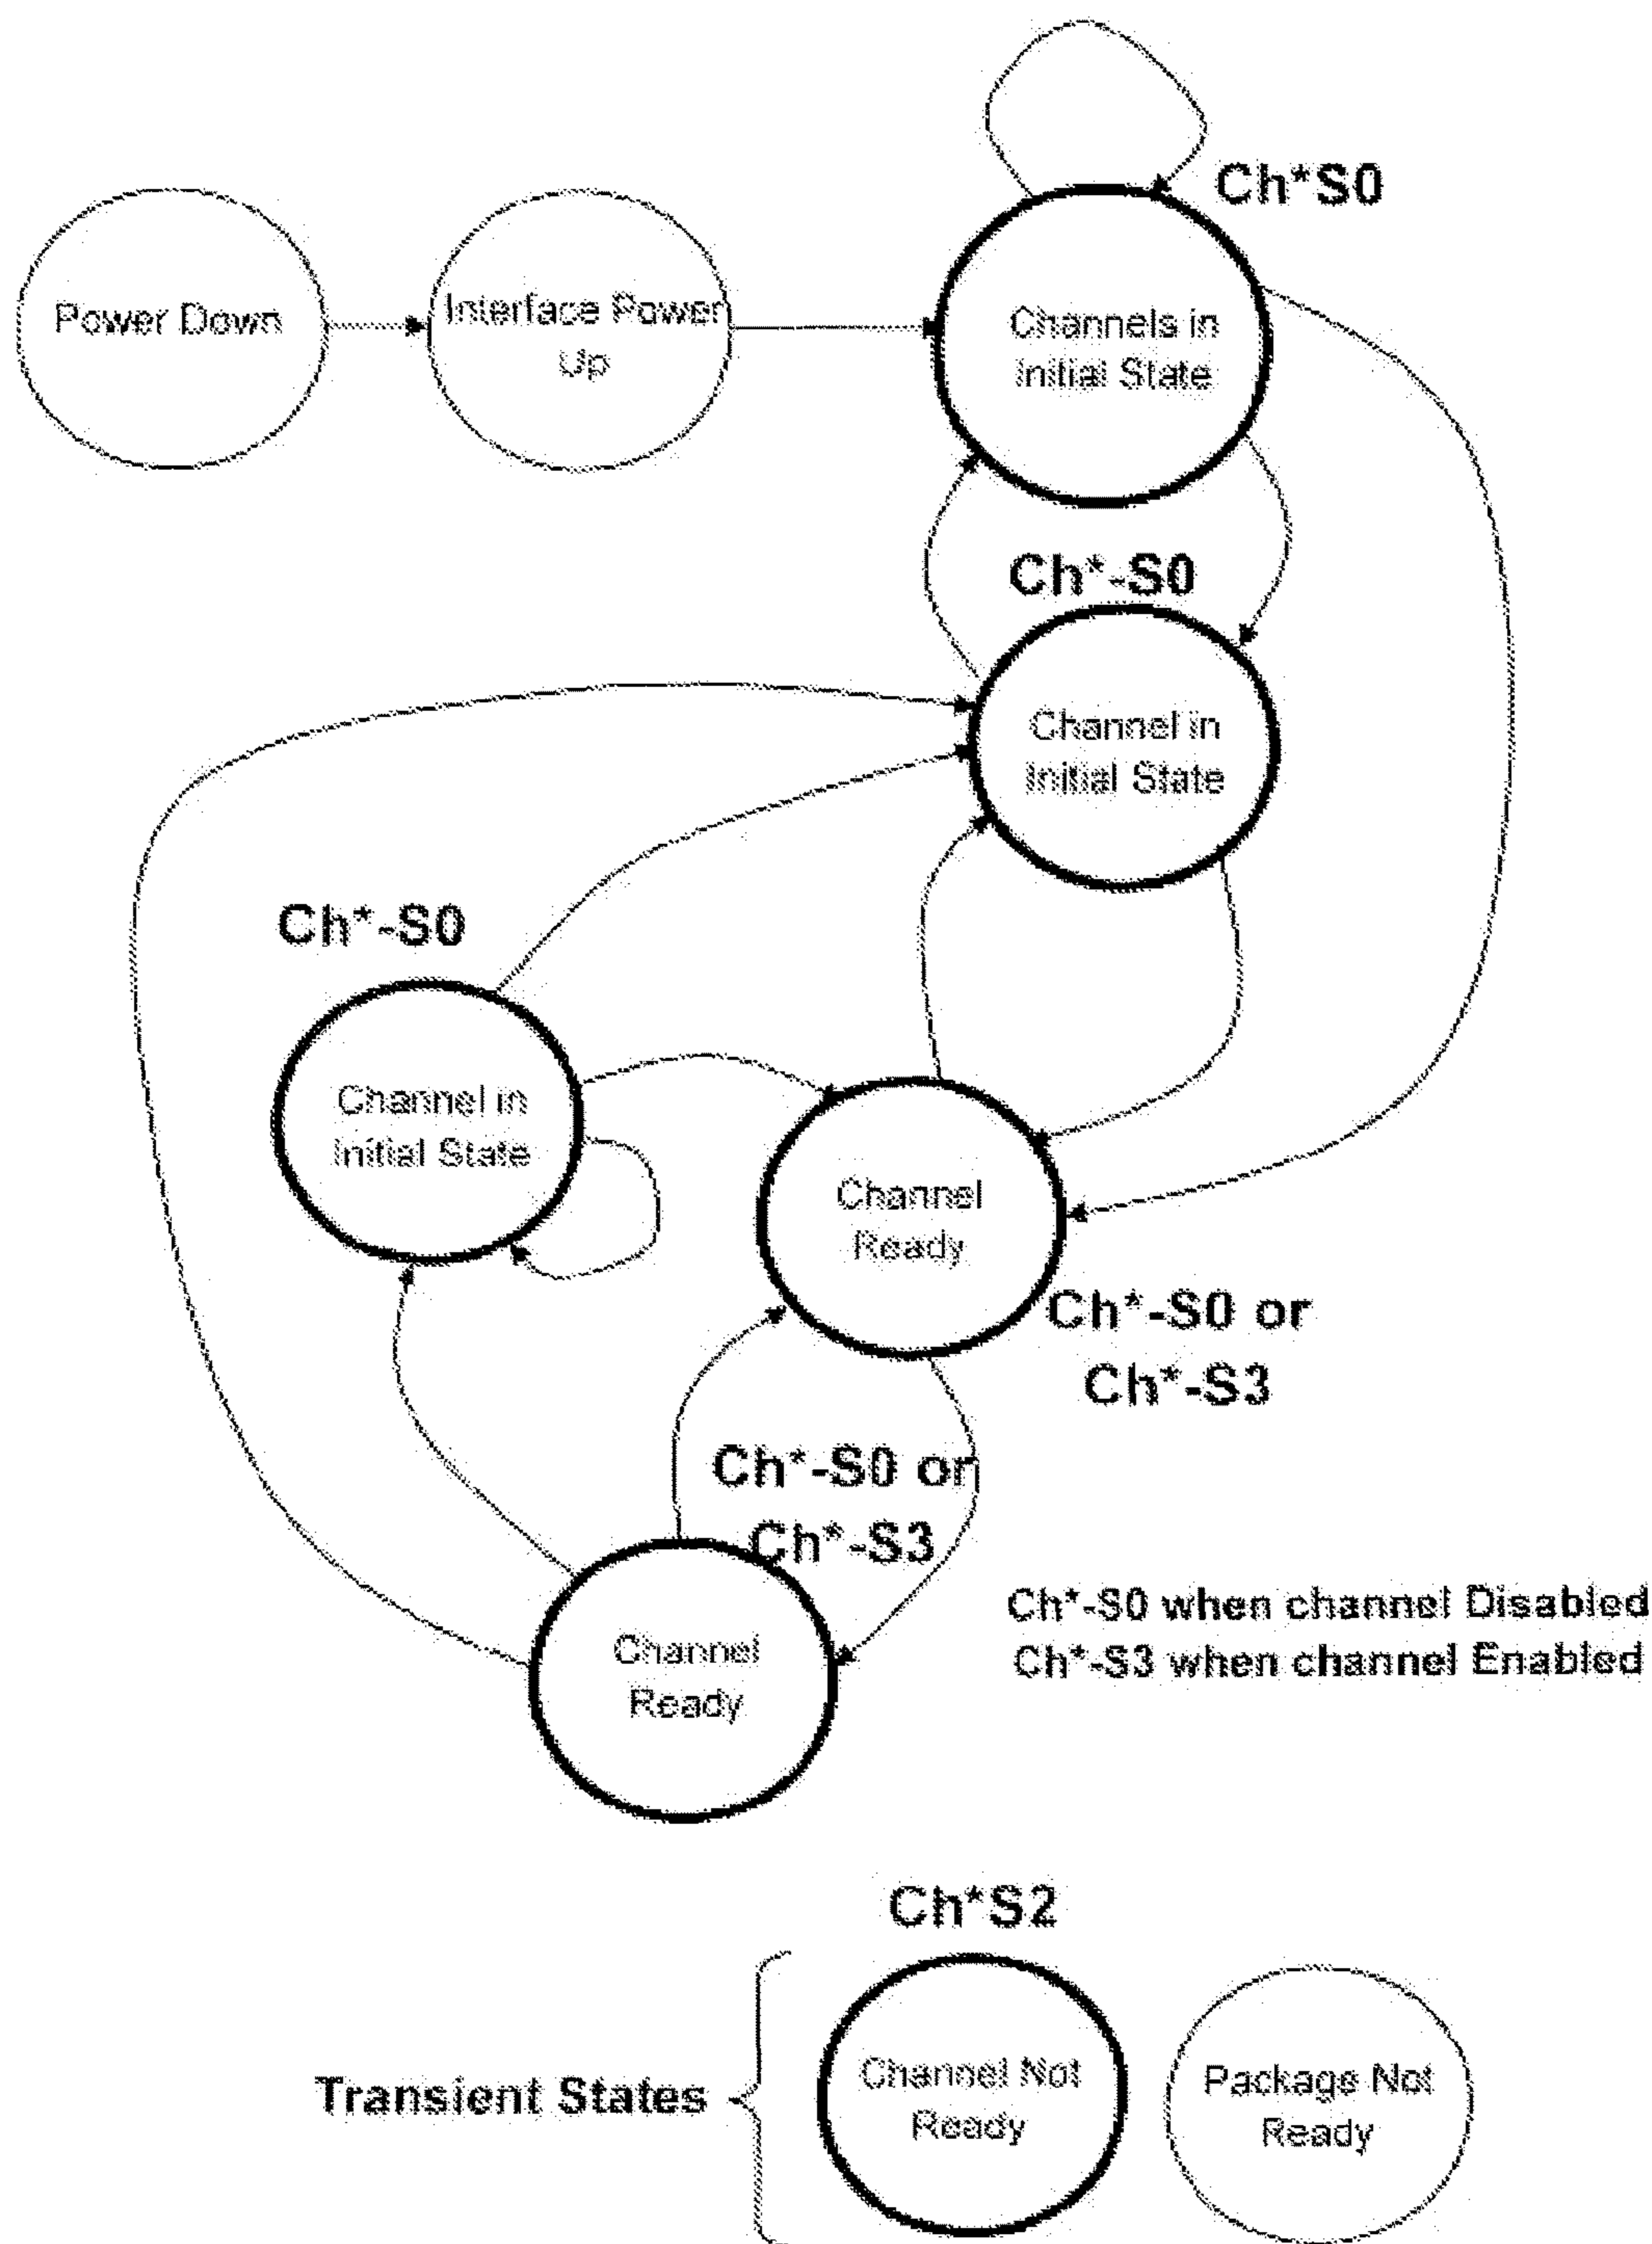 Ch*S0
Power Down
Interface Power
Up
Channels in
Initial State
Ch*-S0
Channel in
Initial State
Ch*-S0
Channel in
Initial State
Channel
Ready
Ch*-S0 or
Ch*-S3
Ch*-S0 or
Ch*-S3
Ch*-S0 when channel Disabled
Ch*-S3 when channel Enabled
Channel
Ready
Ch*S2
Transient States
Channel Not
Ready
Package Not
Ready